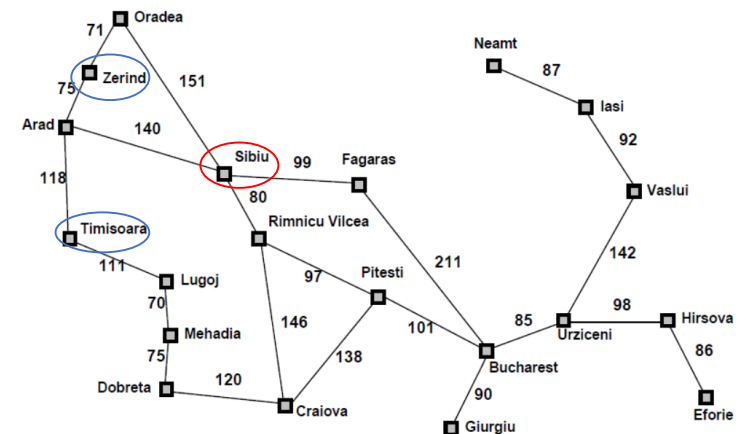 Oradea
71
Neamt
Zerind
87
75
151
Iasi
Arad
140
92
Sibiu
99
Fagaras
118
80
Vaslui
Timisoara
Rimnicu Vilcea
142
111
211
Lugoj
97
Pitesti
70
98
Hirsova
146
101
85
Mehadia
Urziceni
75
138
86
Bucharest
120
Dobreta
90
Craiova
Eforie
Giurgiu